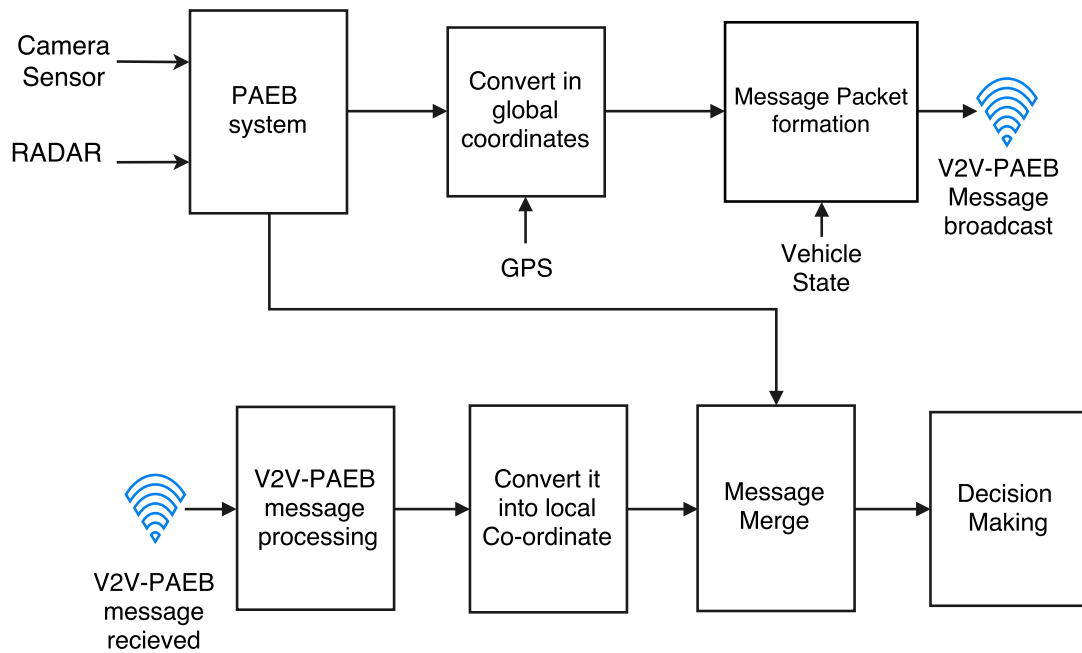 Camera
Sensor
RADAR
PAEB
system
Convert in
global
coordinates
GPS
Message Packet
formation
Vehicle
State
V2V-PAEB
Message
broadcast
V2V-PAEB
message
recieved
V2V-PAEB
message
processing
Convert it
into local
Co-ordinate
Message
Merge
Decision
Making